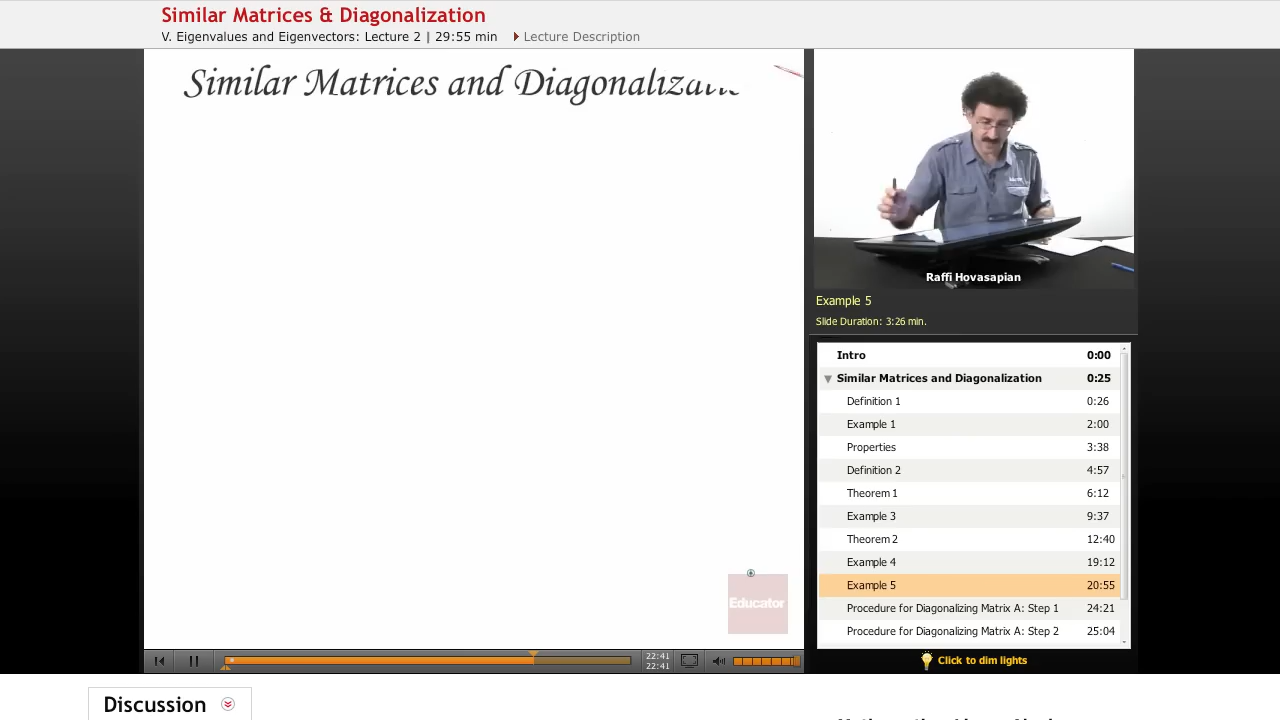 Similar Matrices & Diagonalization
V. Eigenvalues and Eigenvectors: Lecture 2 | 29:55 min Lecture Description
Similar Matrices and
Raffi Hovasapian
Example 5
Slide Duration: 3:26 min.
Intro 0:00
Similar Matrices and Diagonalization 0:25
Definition 1 0:26
Example 1 2:00
Properties 3:38
Definition 2 4:57
Theorem 1 6:12
Example 3 9:37
Theorem 2 12:40
Example 4 19:12
Example 5 20:55
Procedure for Diagonalizing Matrix A: Step 1 24:21
Procedure for Diagonalizing Matrix A: Step 2 25:04
Educator
22:41
22:41
Click to dim lights
Discussion